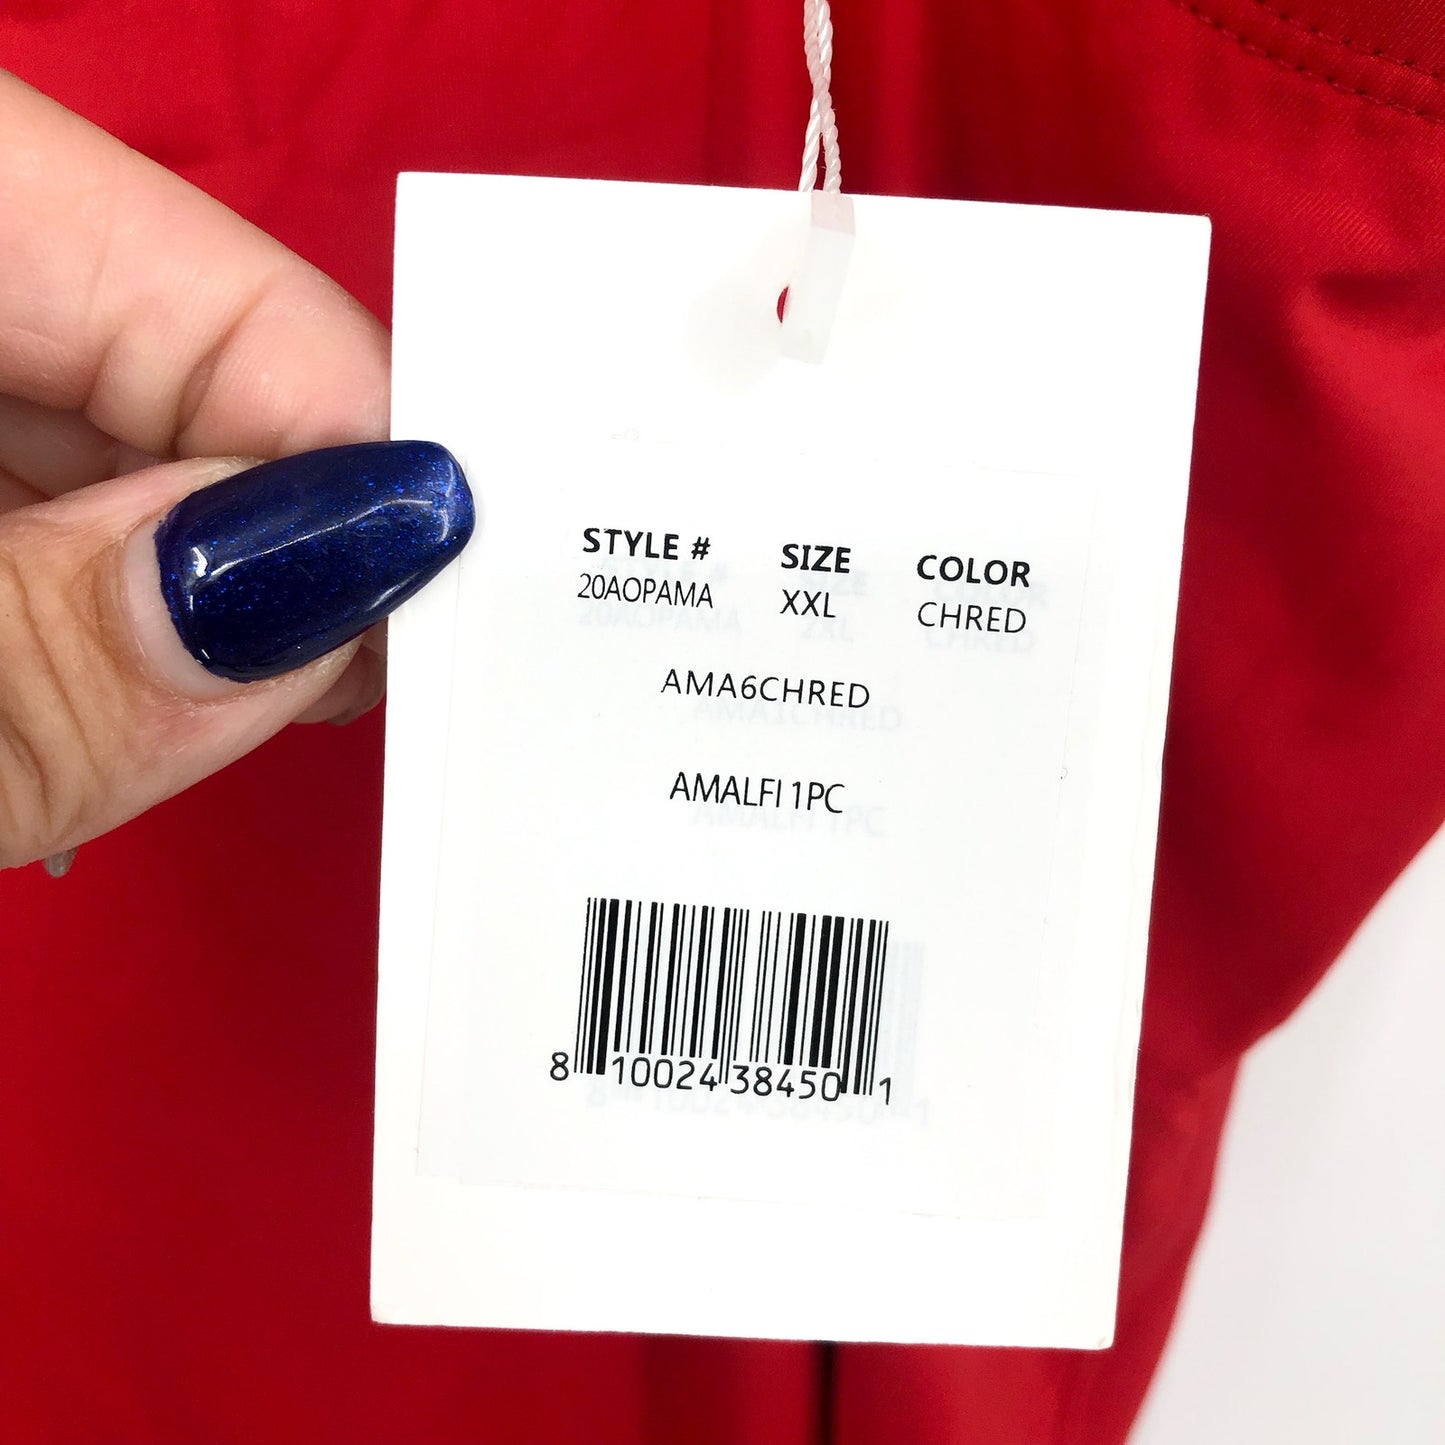 STYLE # SIZE COLOR
20AOPAMA XXL CHRED
AMA6CHRED
AMALFI 1PC
8 10024 38450 1